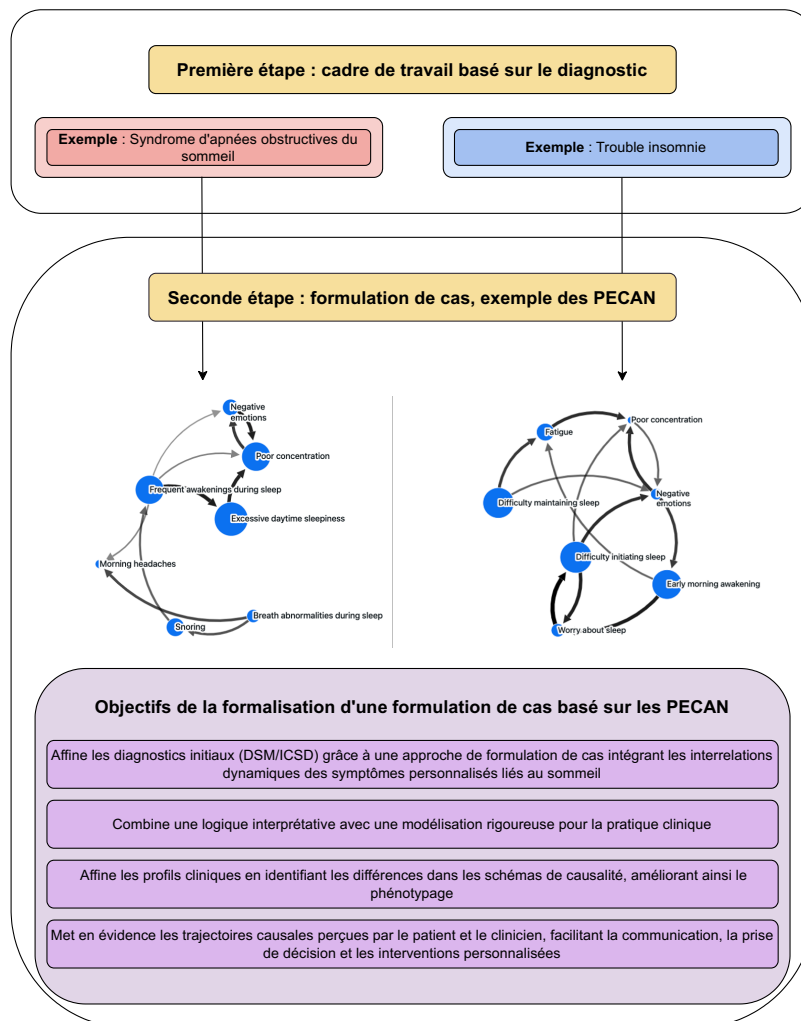 Première étape : cadre de travail basé sur le diagnostic
Exemple : Syndrome d'apnées obstructives du
sommeil
Exemple : Trouble insomnie
Seconde étape : formulation de cas, exemple des PECAN
Negative
emotions
Poor concentration
Frequent awakenings during sleep
Excessive daytime sleepiness
Morning headaches
Breath abnormalities during sleep
Snoring
Poor concentration
Fatigue
Negative
emotions
Difficulty maintaining sleep
Difficulty initiating sleep
Early morning awakening
Worry about sleep
Objectifs de la formalisation d'une formulation de cas basé sur les PECAN
Affine les diagnostics initiaux (DSM/ICSD) grâce à une approche de formulation de cas intégrant les interrelations
dynamiques des symptômes personnalisés liés au sommeil
Combine une logique interprétative avec une modélisation rigoureuse pour la pratique clinique
Affine les profils cliniques en identifiant les différences dans les schémas de causalité, améliorant ainsi le
phénotypage
Met en évidence les trajectoires causales perçues par le patient et le clinicien, facilitant la communication, la prise
de décision et les interventions personnalisées